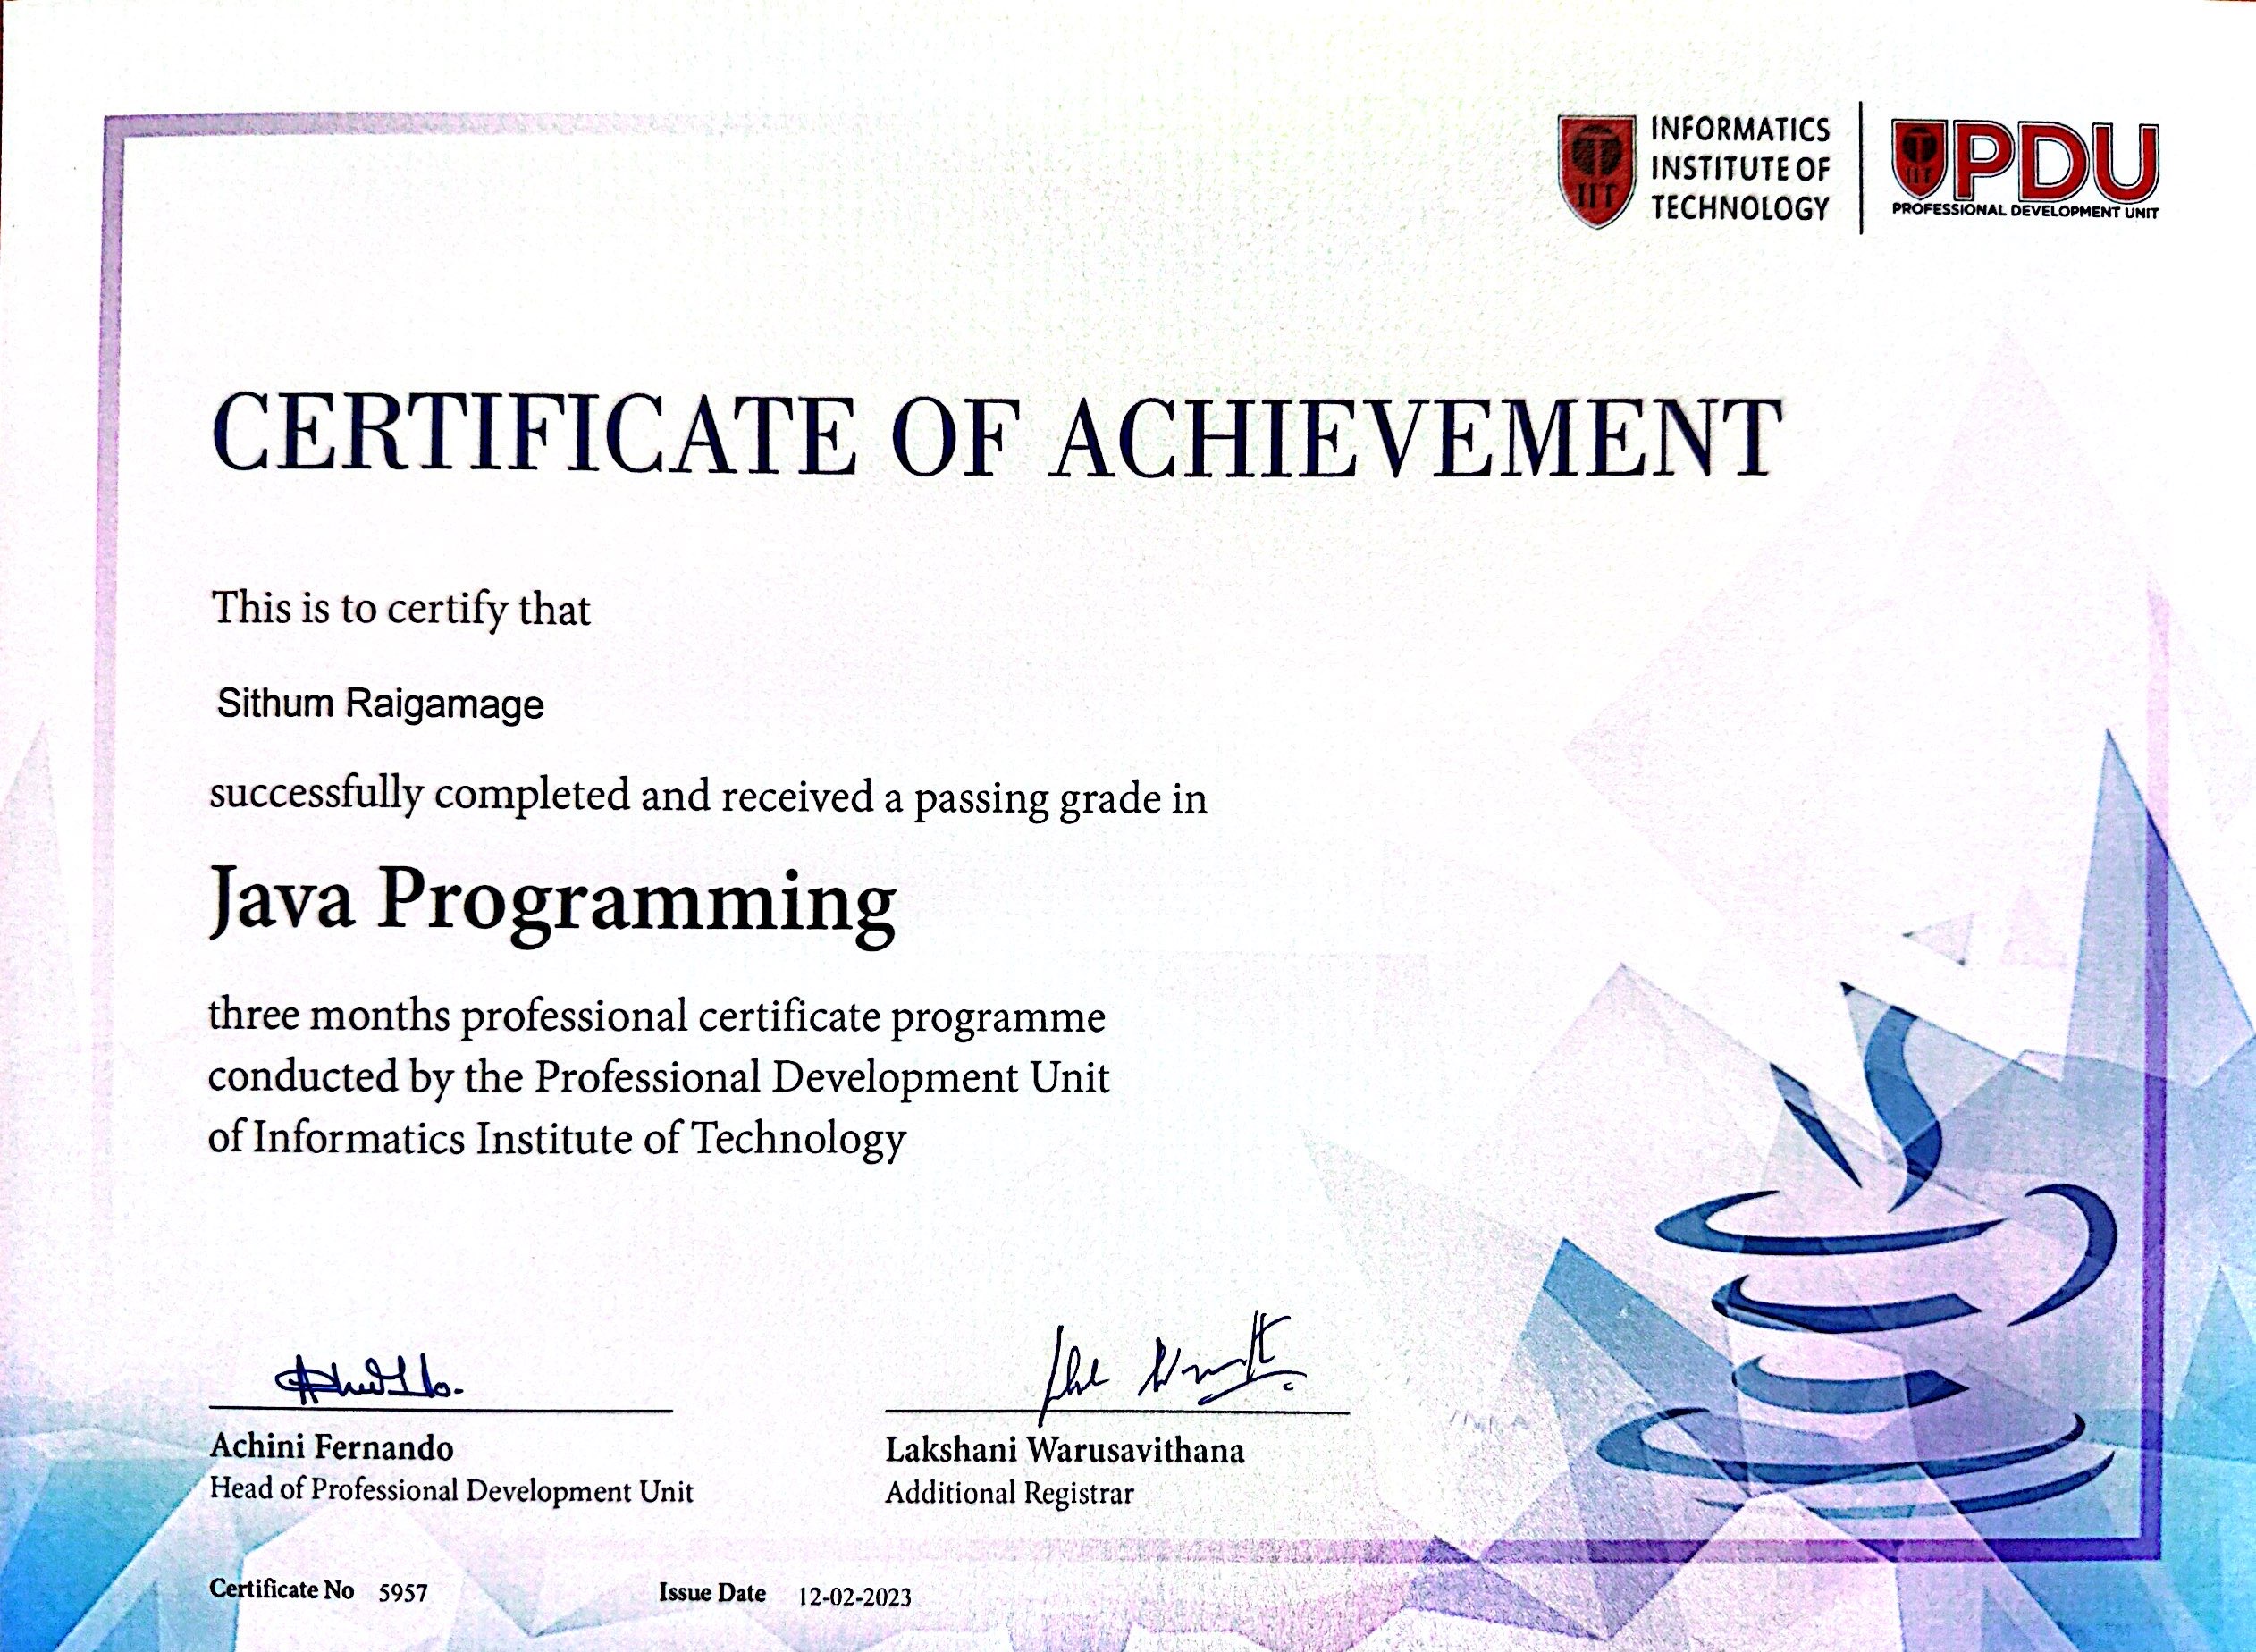 INFORMATICS
INSTITUTE OF
TECHNOLOGY
IIT
IIT
PDU
PROFESSIONAL DEVELOPMENT UNIT
CERTIFICATE OF ACHIEVEMENT
This is to certify that
Sithum Raigamage
successfully completed and received a passing grade in
Java Programming
three months professional certificate programme
conducted by the Professional Development Unit
of Informatics Institute of Technology
Achini Fernando
Head of Professional Development Unit
Lakshani Warusavithana
Additional Registrar
Certificate No 5957
Issue Date 12-02-2023